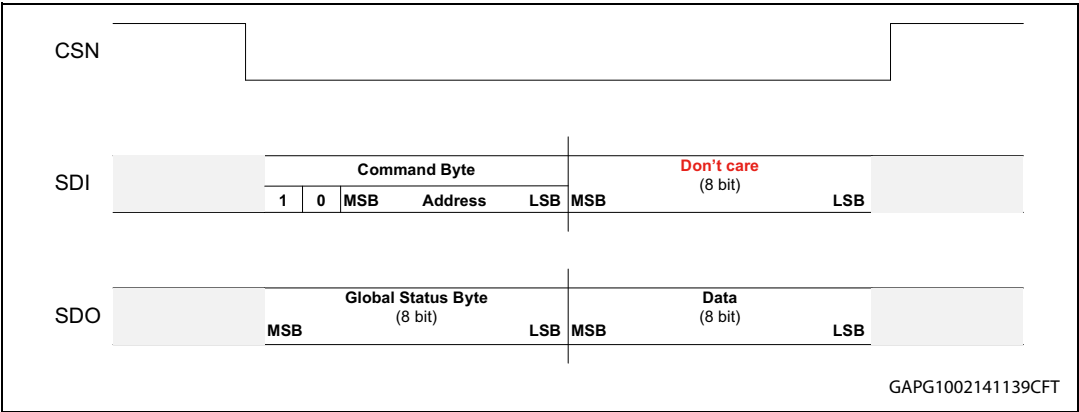 CSN
SDI
Command Byte
Don't care
(8 bit)
1 0 MSB Address LSB MSB LSB
SDO
Global Status Byte
(8 bit)
Data
(8 bit)
MSB LSB MSB LSB
GAPG1002141139CFT